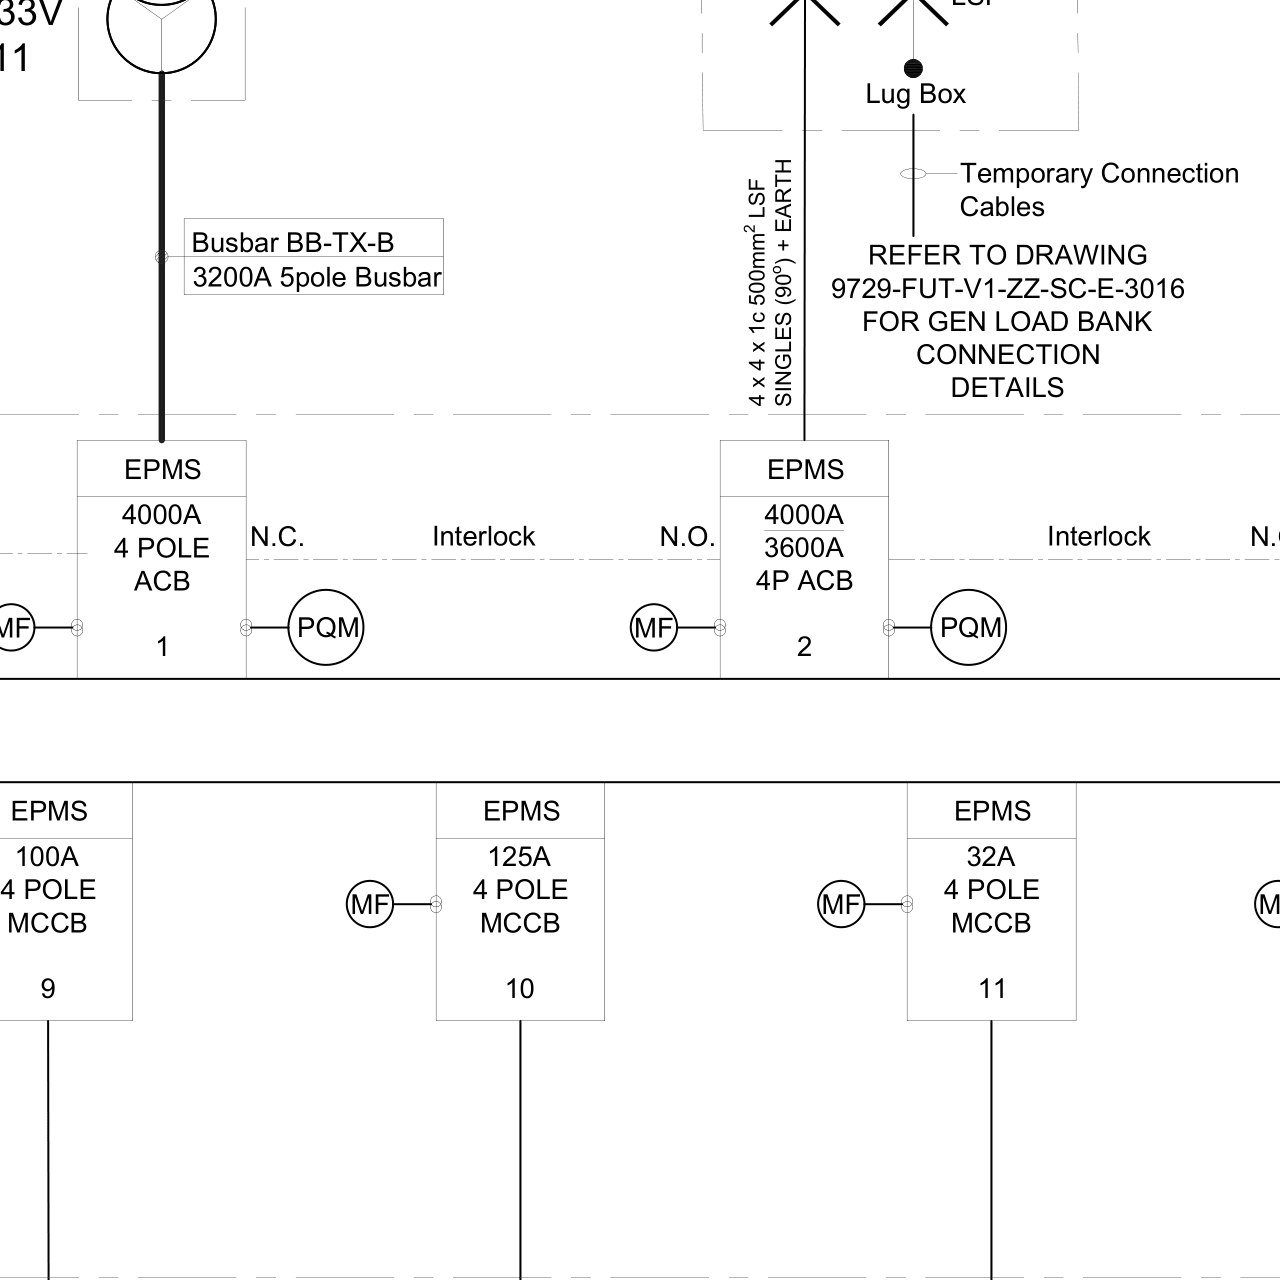 33V
11
Lug Box
Temporary Connection
Cables
4 x 4 x 1c 500mm² LSF
SINGLES (90°) + EARTH
Busbar BB-TX-B
3200A 5pole Busbar
REFER TO DRAWING
9729-FUT-V1-ZZ-SC-E-3016
FOR GEN LOAD BANK
CONNECTION
DETAILS
EPMS
4000A
4 POLE
ACB
1
N.C.
Interlock
N.O.
MF
PQM
EPMS
4000A
3600A
4P ACB
2
MF
PQM
Interlock
EPMS
100A
4 POLE
MCCB
9
MF
EPMS
125A
4 POLE
MCCB
10
MF
EPMS
32A
4 POLE
MCCB
11